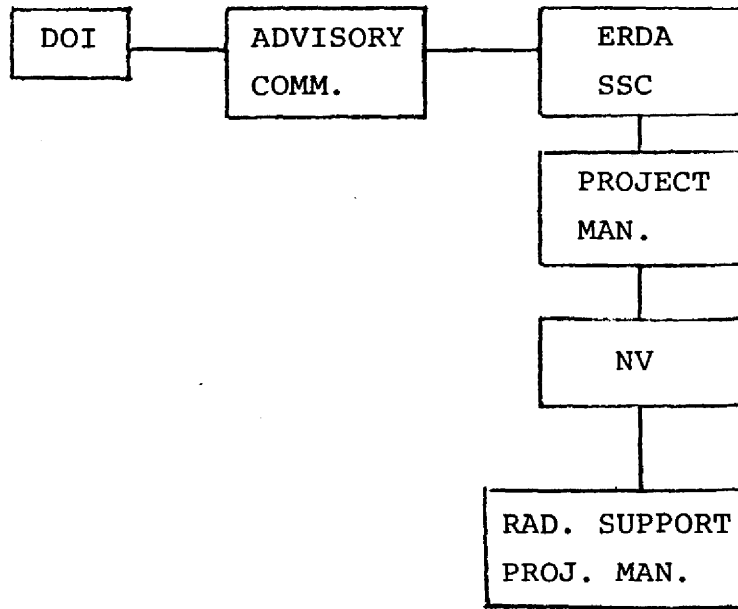 DOI
ADVISORY
COMM.
ERDA
SSC
PROJECT
MAN.
NV
RAD. SUPPORT
PROJ. MAN.